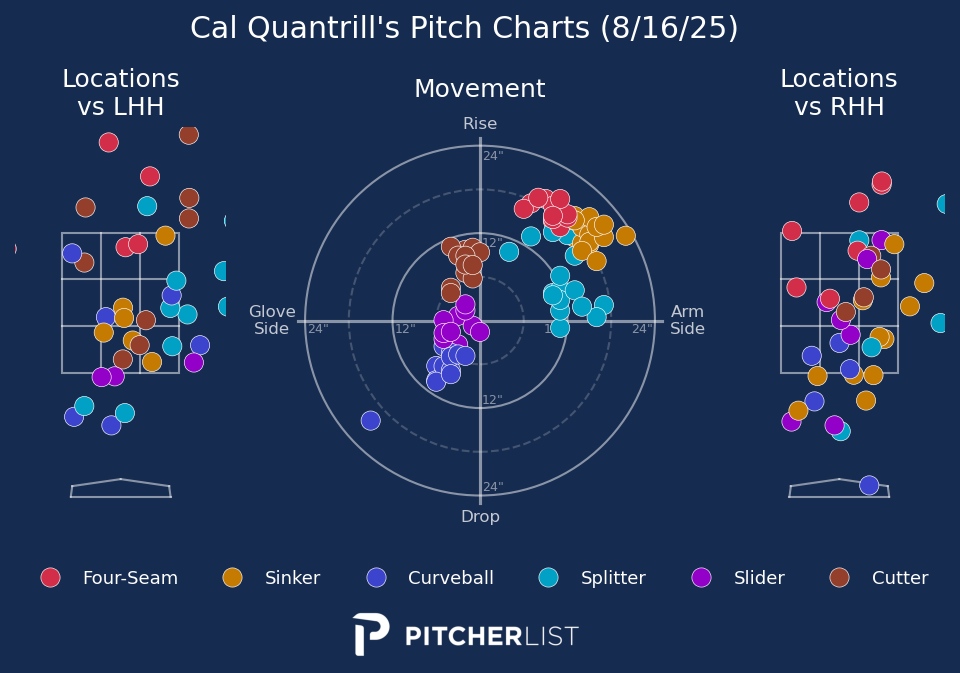 Cal Quantrill's Pitch Charts (8/16/25)
Locations
vs LHH
Movement
Locations
vs RHH
Rise
24"
12"
Glove
Side
24"
12"
24"
Arm
Side
12"
24"
Drop
Four-Seam
Sinker
Curveball
Splitter
Slider
Cutter
PITCHERLIST